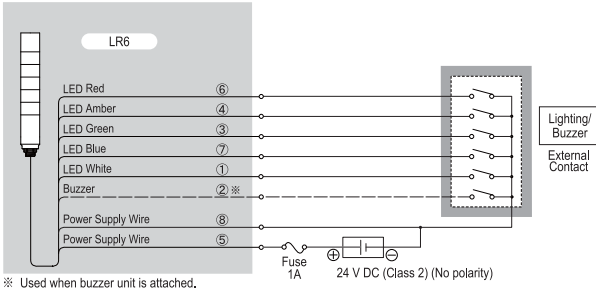 LR6
LED Red ⑥
LED Amber ④
LED Green ③
LED Blue ⑦
LED White ①
Buzzer ② ※
Power Supply Wire ⑧
Power Supply Wire ⑤
Lighting/
Buzzer
External
Contact
Fuse
1A
⊕ ⊖
24 V DC (Class 2) (No polarity)
※ Used when buzzer unit is attached.